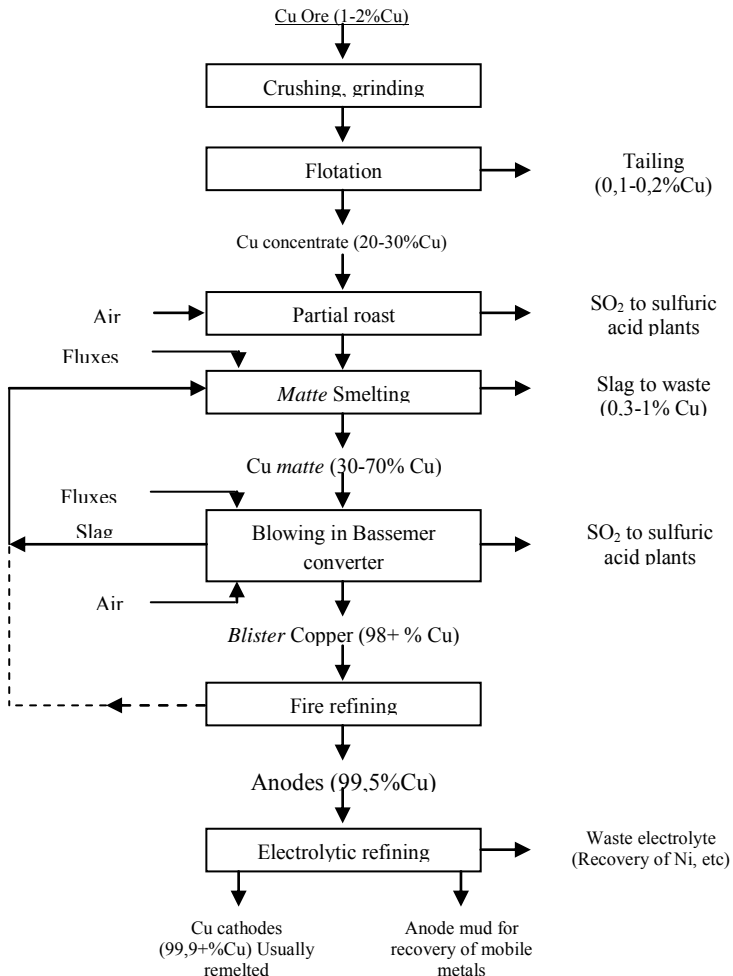 Cu Ore (1-2%Cu)
Crushing, grinding
Flotation
Tailing
(0,1-0,2%Cu)
Cu concentrate (20-30%Cu)
Air
Partial roast
SO₂ to sulfuric
acid plants
Fluxes
Matte Smelting
Slag to waste
(0,3-1% Cu)
Cu matte (30-70% Cu)
Fluxes
Slag
Blowing in Bassemer
converter
SO₂ to sulfuric
acid plants
Air
Blister Copper (98+ % Cu)
Fire refining
Anodes (99,5%Cu)
Electrolytic refining
Waste electrolyte
(Recovery of Ni, etc)
Cu cathodes
(99,9+%Cu) Usually
remelted
Anode mud for
recovery of mobile
metals